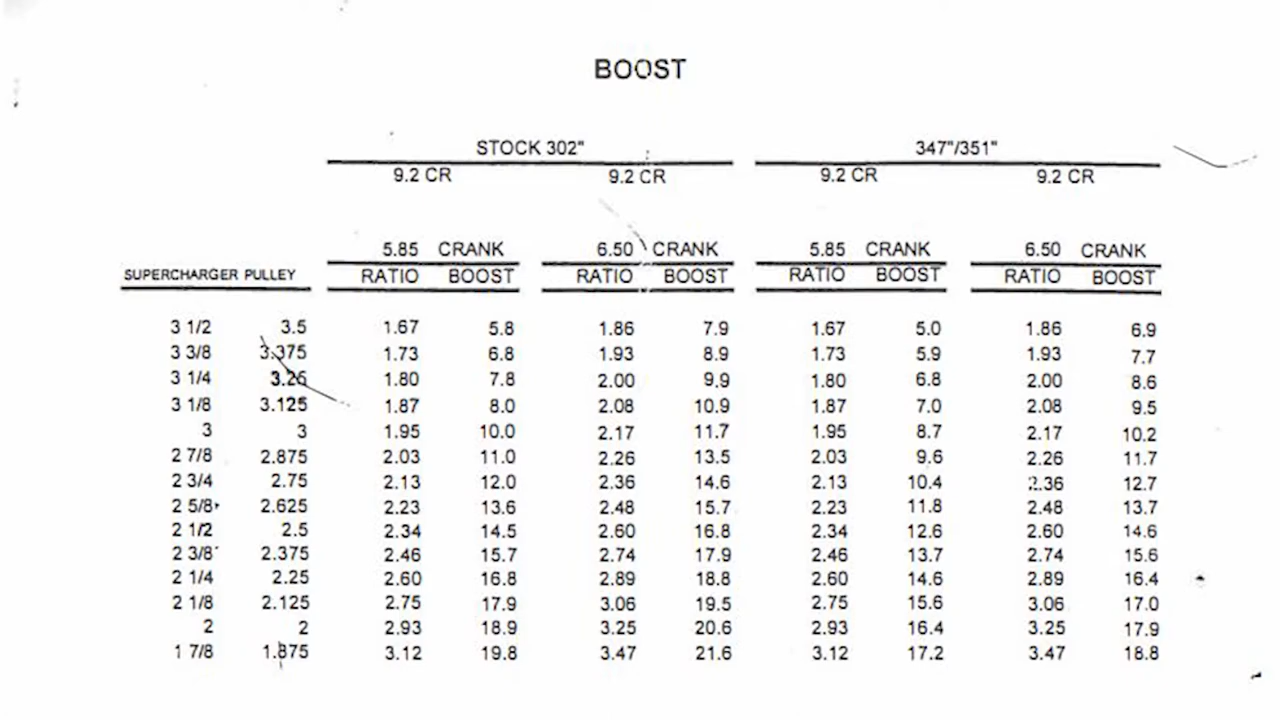 BOOST
STOCK 302" 347"/351"
9.2 CR 9.2 CR 9.2 CR 9.2 CR
5.85 CRANK 6.50 CRANK 5.85 CRANK 6.50 CRANK
SUPERCHARGER PULLEY RATIO BOOST RATIO BOOST RATIO BOOST RATIO BOOST
3 1/2 3.5 1.67 5.8 1.86 7.9 1.67 5.0 1.86 6.9
3 3/8 3.375 1.73 6.8 1.93 8.9 1.73 5.9 1.93 7.7
3 1/4 3.25 1.80 7.8 2.00 9.9 1.80 6.8 2.00 8.6
3 1/8 3.125 1.87 8.0 2.08 10.9 1.87 7.0 2.08 9.5
3 3 1.95 10.0 2.17 11.7 1.95 8.7 2.17 10.2
2 7/8 2.875 2.03 11.0 2.26 13.5 2.03 9.6 2.26 11.7
2 3/4 2.75 2.13 12.0 2.36 14.6 2.13 10.4 2.36 12.7
2 5/8 2.625 2.23 13.6 2.48 15.7 2.23 11.8 2.48 13.7
2 1/2 2.5 2.34 14.5 2.60 16.8 2.34 12.6 2.60 14.6
2 3/8 2.375 2.46 15.7 2.74 17.9 2.46 13.7 2.74 15.6
2 1/4 2.25 2.60 16.8 2.89 18.8 2.60 14.6 2.89 16.4
2 1/8 2.125 2.75 17.9 3.06 19.5 2.75 15.6 3.06 17.0
2 2 2.93 18.9 3.25 20.6 2.93 16.4 3.25 17.9
1 7/8 1.875 3.12 19.8 3.47 21.6 3.12 17.2 3.47 18.8